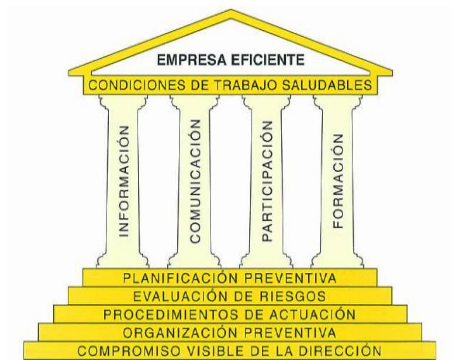 EMPRESA EFICIENTE
CONDICIONES DE TRABAJO SALUDABLES
INFORMACIÓN
COMUNICACIÓN
PARTICIPACIÓN
FORMACIÓN
PLANIFICACIÓN PREVENTIVA
EVALUACIÓN DE RIESGOS
PROCEDIMIENTOS DE ACTUACIÓN
ORGANIZACIÓN PREVENTIVA
COMPROMISO VISIBLE DE LA DIRECCIÓN